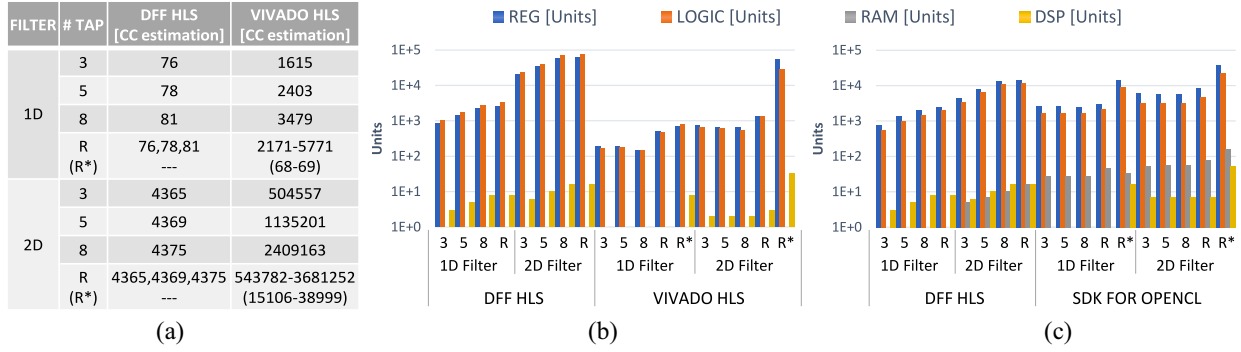 FILTER # TAP DFF HLS [CC estimation] VIVADO HLS [CC estimation]
1D
3 76 1615
5 78 2403
8 81 3479
R 76,78,81 2171-5771
(R*) --- (68-69)
2D
3 4365 504557
5 4369 1135201
8 4375 2409163
R 4365,4369,4375 543782-3681252
(R*) --- (15106-38999)
(a)
REG [Units] LOGIC [Units] RAM [Units] DSP [Units]
Units
1E+5
1E+4
1E+3
1E+2
1E+1
1E+0
3 5 8 R 3 5 8 R 3 5 8 R R* 3 5 8 R R*
1D Filter 2D Filter 1D Filter 2D Filter
DFF HLS VIVADO HLS
(b)
Units
1E+5
1E+4
1E+3
1E+2
1E+1
1E+0
3 5 8 R 3 5 8 R 3 5 8 R R* 3 5 8 R R*
1D Filter 2D Filter 1D Filter 2D Filter
DFF HLS SDK FOR OPENCL
(c)